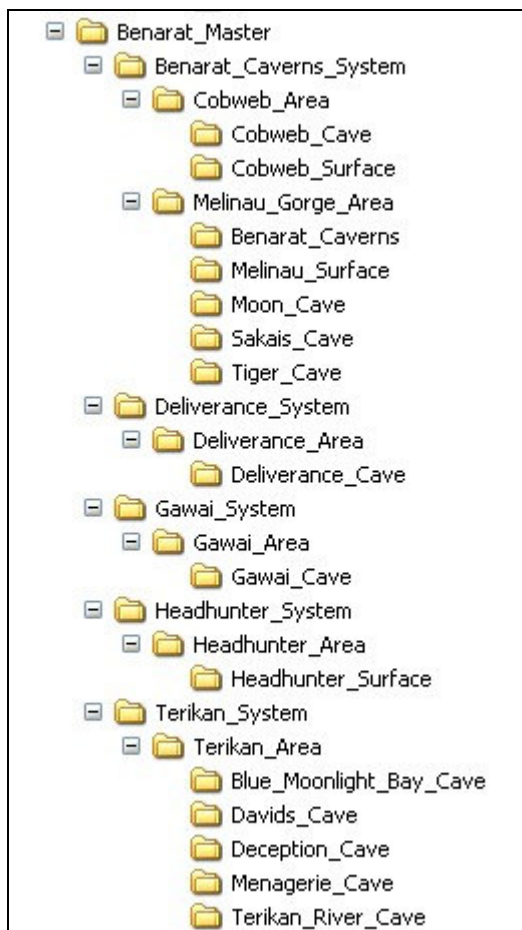 Benarat_Master
Benarat_Caverns_System
Cobweb_Area
Cobweb_Cave
Cobweb_Surface
Melinau_Gorge_Area
Benarat_Caverns
Melinau_Surface
Moon_Cave
Sakais_Cave
Tiger_Cave
Deliverance_System
Deliverance_Area
Deliverance_Cave
Gawai_System
Gawai_Area
Gawai_Cave
Headhunter_System
Headhunter_Area
Headhunter_Surface
Terikan_System
Terikan_Area
Blue_Moonlight_Bay_Cave
Davids_Cave
Deception_Cave
Menagerie_Cave
Terikan_River_Cave